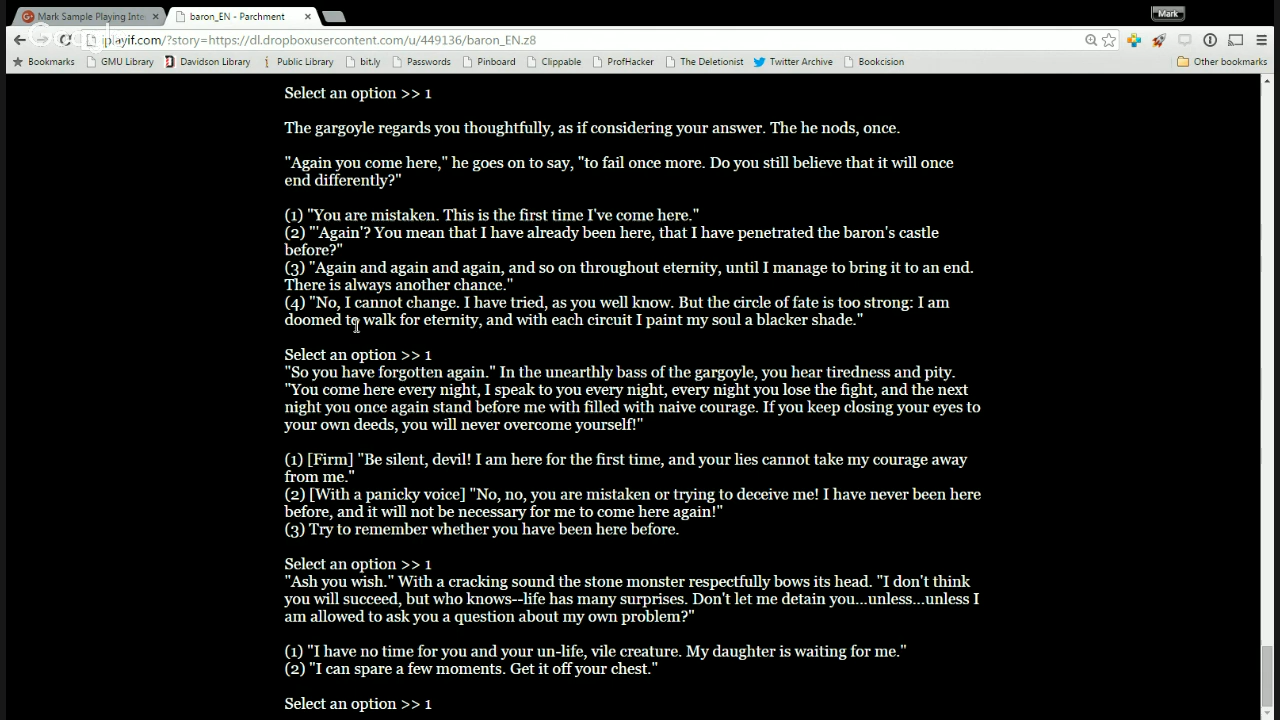 Mark Sample Playing Inte
baron_EN - Parchment
Mark
iplayif.com/?story=https://dl.dropboxusercontent.com/u/449136/baron_EN.z8
Bookmarks GMU Library Davidson Library Public Library bit.ly Passwords Instagram Pinboard Clippable ProfHacker The Deletionist Twitter Archive Bookcision Other bookmarks
Select an option >> 1
The gargoyle regards you thoughtfully, as if considering your answer. The he nods, once.
"Again you come here," he goes on to say, "to fail once more. Do you still believe that it will once
end differently?"
(1) "You are mistaken. This is the first time I've come here."
(2) "'Again'? You mean that I have already been here, that I have penetrated the baron's castle
before?"
(3) "Again and again and again, and so on throughout eternity, until I manage to bring it to an end.
There is always another chance."
(4) "No, I cannot change. I have tried, as you well know. But the circle of fate is too strong: I am
doomed to walk for eternity, and with each circuit I paint my soul a blacker shade."
Select an option >> 1
"So you have forgotten again." In the unearthly bass of the gargoyle, you hear tiredness and pity.
"You come here every night, I speak to you every night, every night you lose the fight, and the next
night you once again stand before me with filled with naive courage. If you keep closing your eyes to
your own deeds, you will never overcome yourself!"
(1) [Firm] "Be silent, devil! I am here for the first time, and your lies cannot take my courage away
from me."
(2) [With a panicky voice] "No, no, you are mistaken or trying to deceive me! I have never been here
before, and it will not be necessary for me to come here again!"
(3) Try to remember whether you have been here before.
Select an option >> 1
"Ash you wish." With a cracking sound the stone monster respectfully bows its head. "I don't think
you will succeed, but who knows--life has many surprises. Don't let me detain you...unless...unless I
am allowed to ask you a question about my own problem?"
(1) "I have no time for you and your un-life, vile creature. My daughter is waiting for me."
(2) "I can spare a few moments. Get it off your chest."
Select an option >> 1